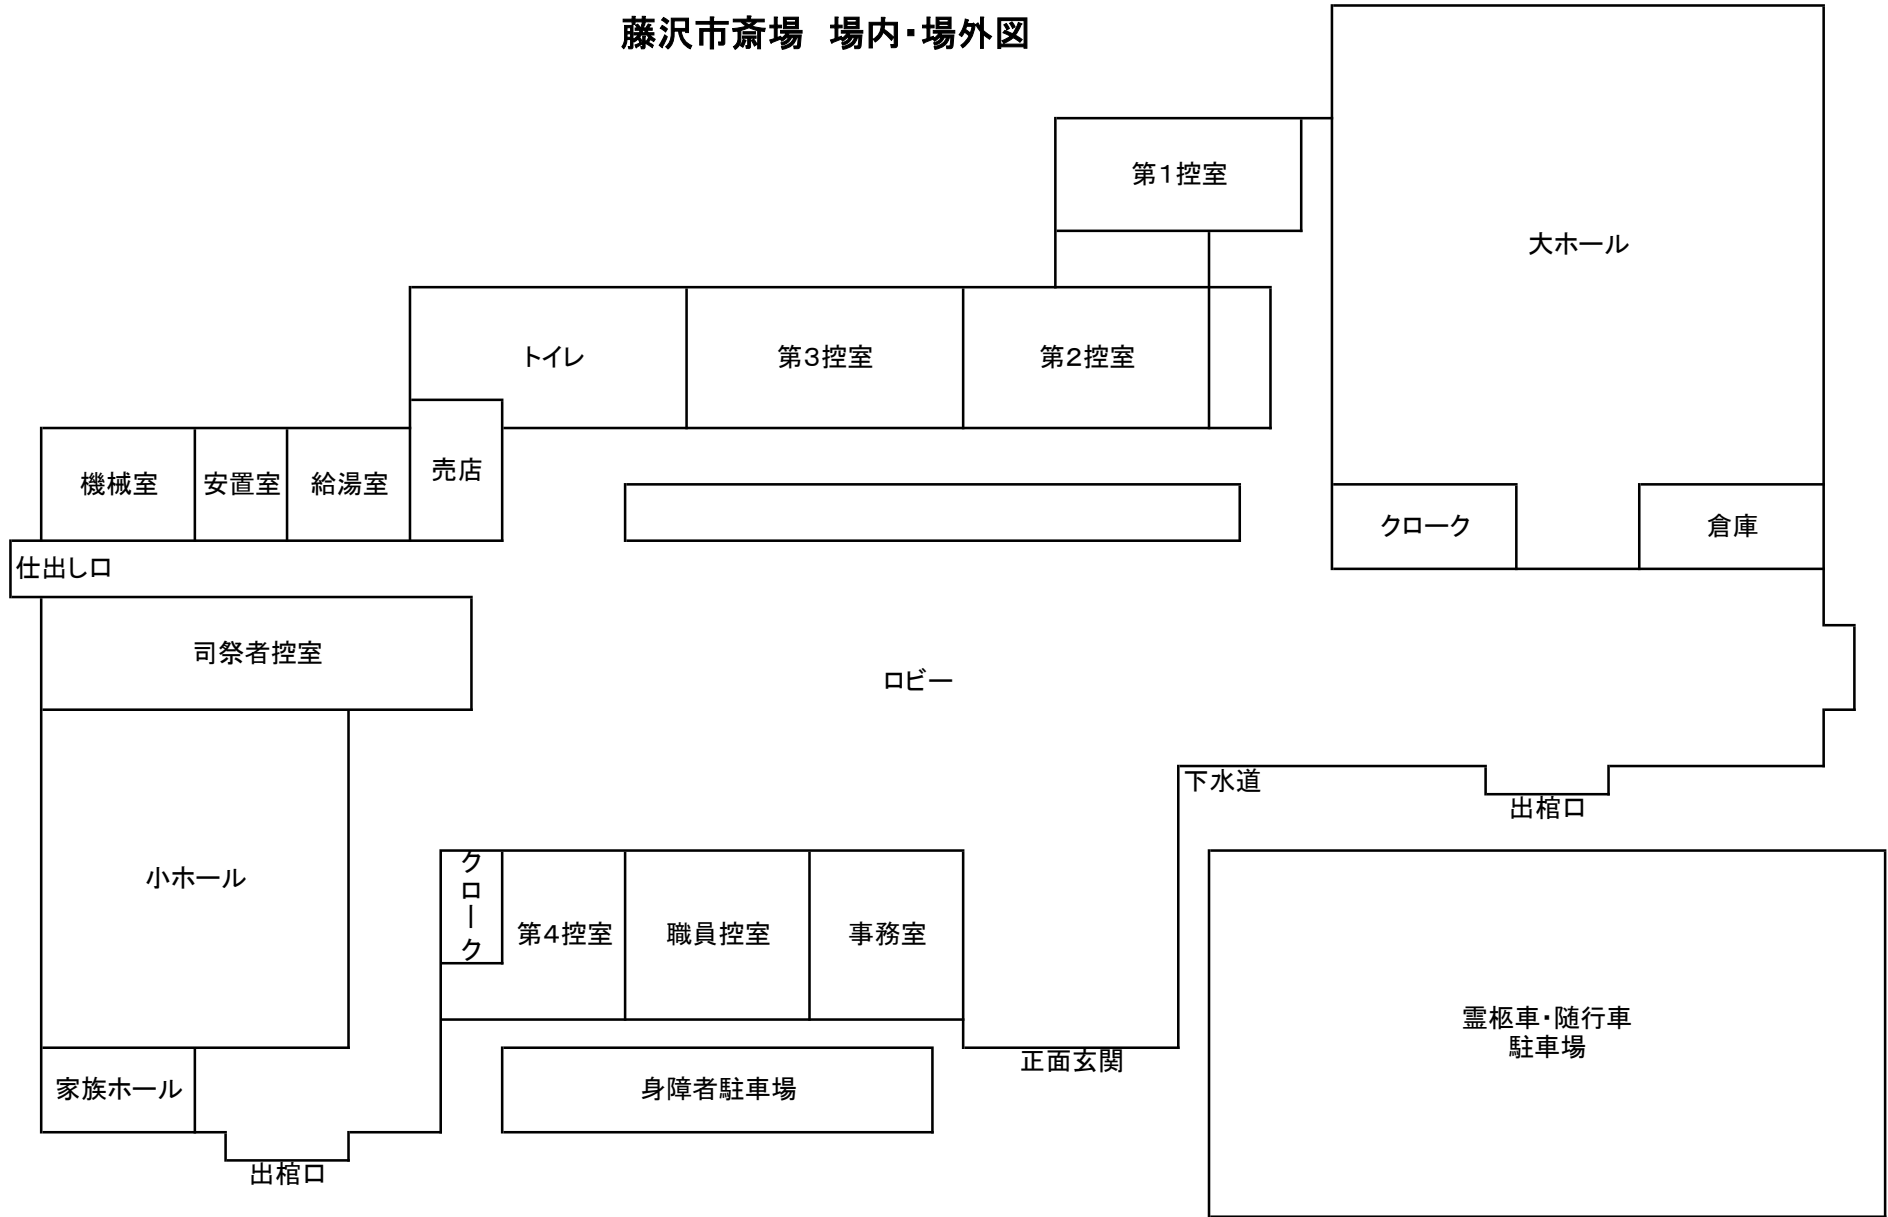 藤沢市斎場　場内・場外図
第１控室
大ホール
トイレ
第３控室
第２控室
機械室
安置室
給湯室
売店
クローク
倉庫
仕出し口
司祭者控室
ロビー
下水道
出棺口
小ホール
クローク
第４控室
職員控室
事務室
霊柩車・随行車
駐車場
正面玄関
家族ホール
身障者駐車場
出棺口